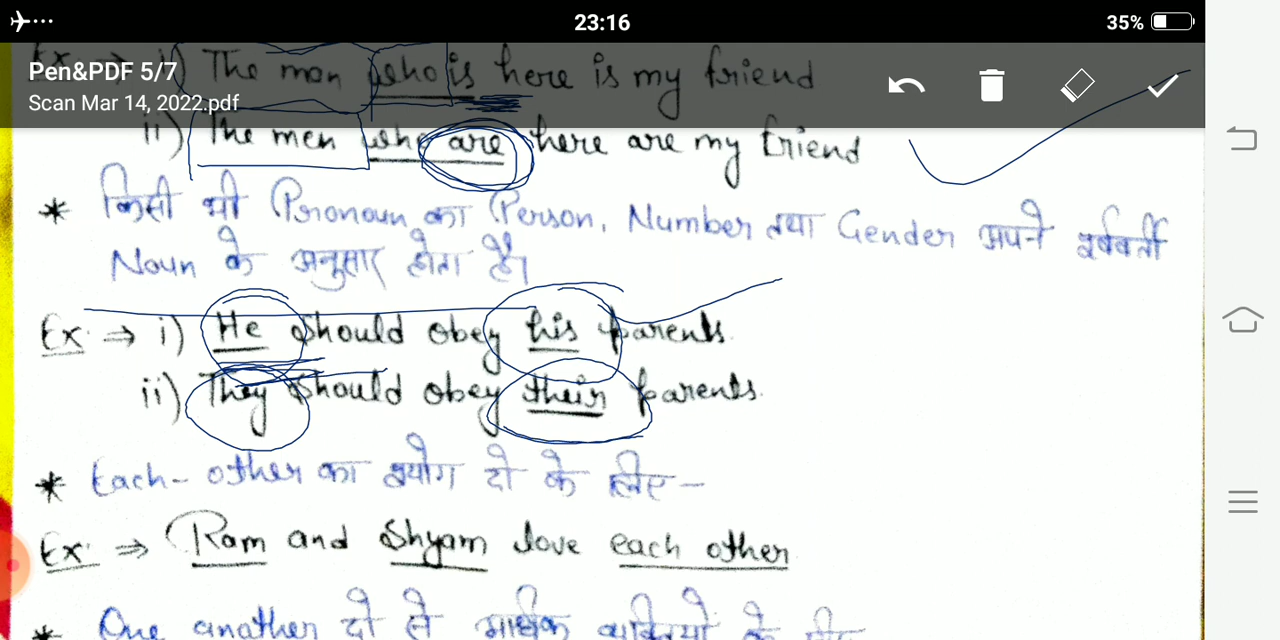 23:16
35%
Ex → i) The man who is here is my friend
Pen&PDF 5/7
Scan Mar 14, 2022.pdf
ii) The men who are here are my friend
* किसी भी Pronoun का Person, Number तथा Gender अपने पूर्ववर्ती
Noun के अनुसार होता है।
Ex. ⇒ i) He should obey his parents.
ii) They should obey their parents.
* Each-other का प्रयोग दो के लिए -
Ex. ⇒ Ram and Shyam love each other.
* One another दो से अधिक व्यक्तियों के लिए